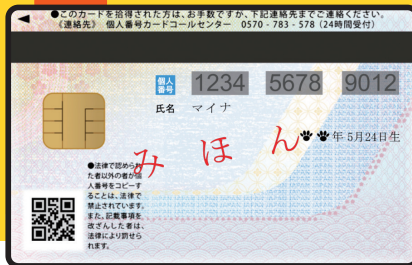 ●このカードを拾得された方は、お手数ですが、下記連絡先までご連絡ください。
《連絡先》 個人番号カードコールセンター 0570-783-578 (24時間受付)
個人番号 1234 5678 9012
氏名 マイナ
年 5月24日生
みほん
●法律で認められ
た者以外の者が個
人番号をコピーす
ることは、法律で
禁止されています。
また、記載事項を
改ざんした者は、
法律により罰せら
れます。